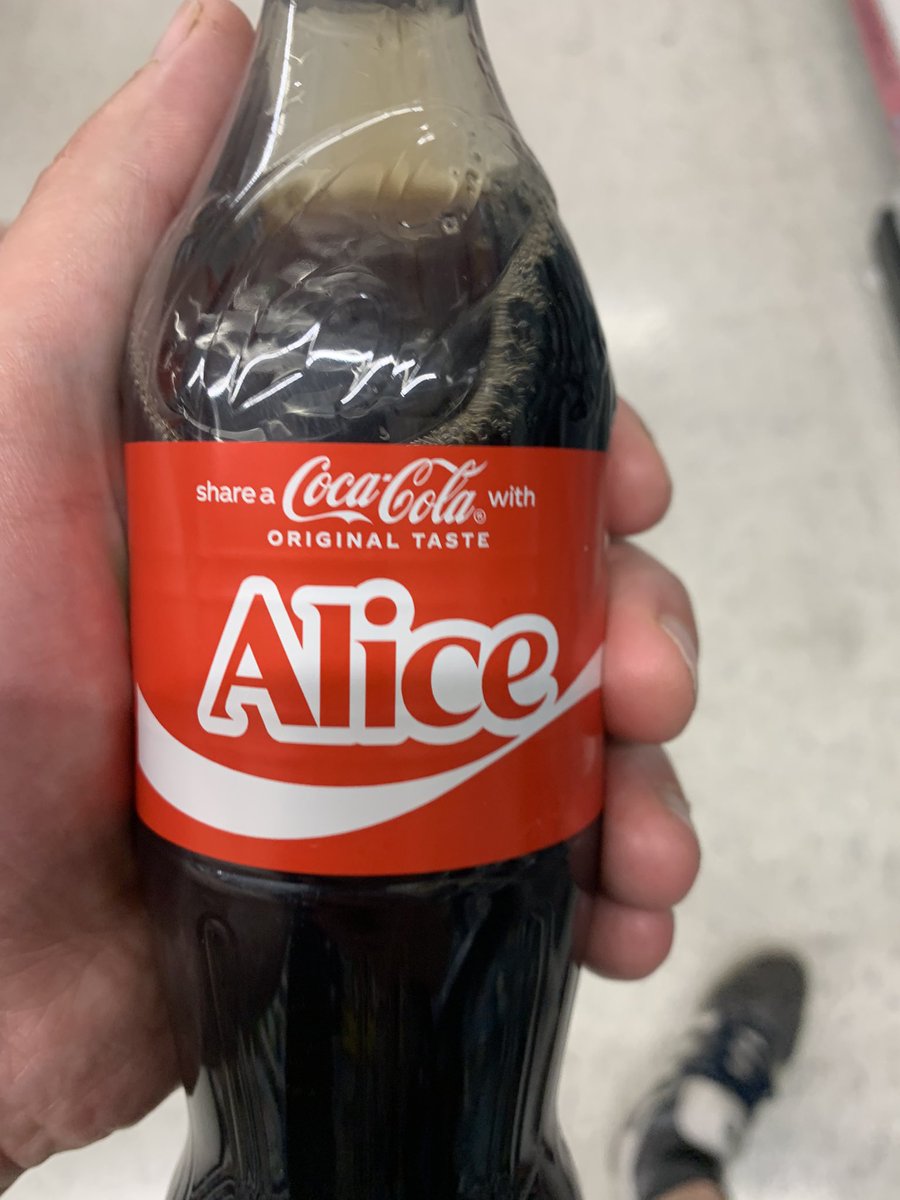 share a Coca-Cola® with
ORIGINAL TASTE
Alice